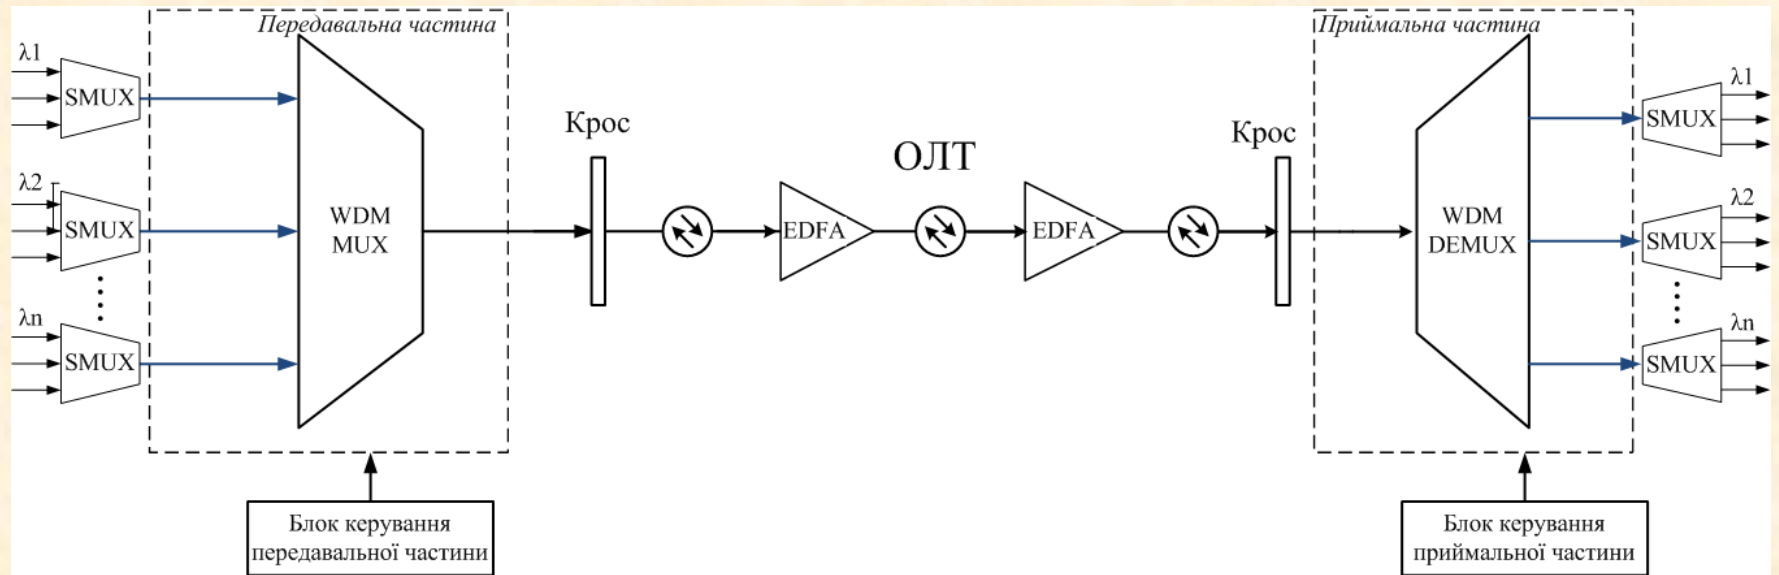 Передавальна частина
Приймальна частина
λ1
SMUX
λ2
SMUX
λn
SMUX
WDM
MUX
Крос
EDFA
ОЛТ
EDFA
Крос
WDM
DEMUX
λ1
SMUX
λ2
SMUX
λn
SMUX
Блок керування
передавальної частини
Блок керування
приймальної частини